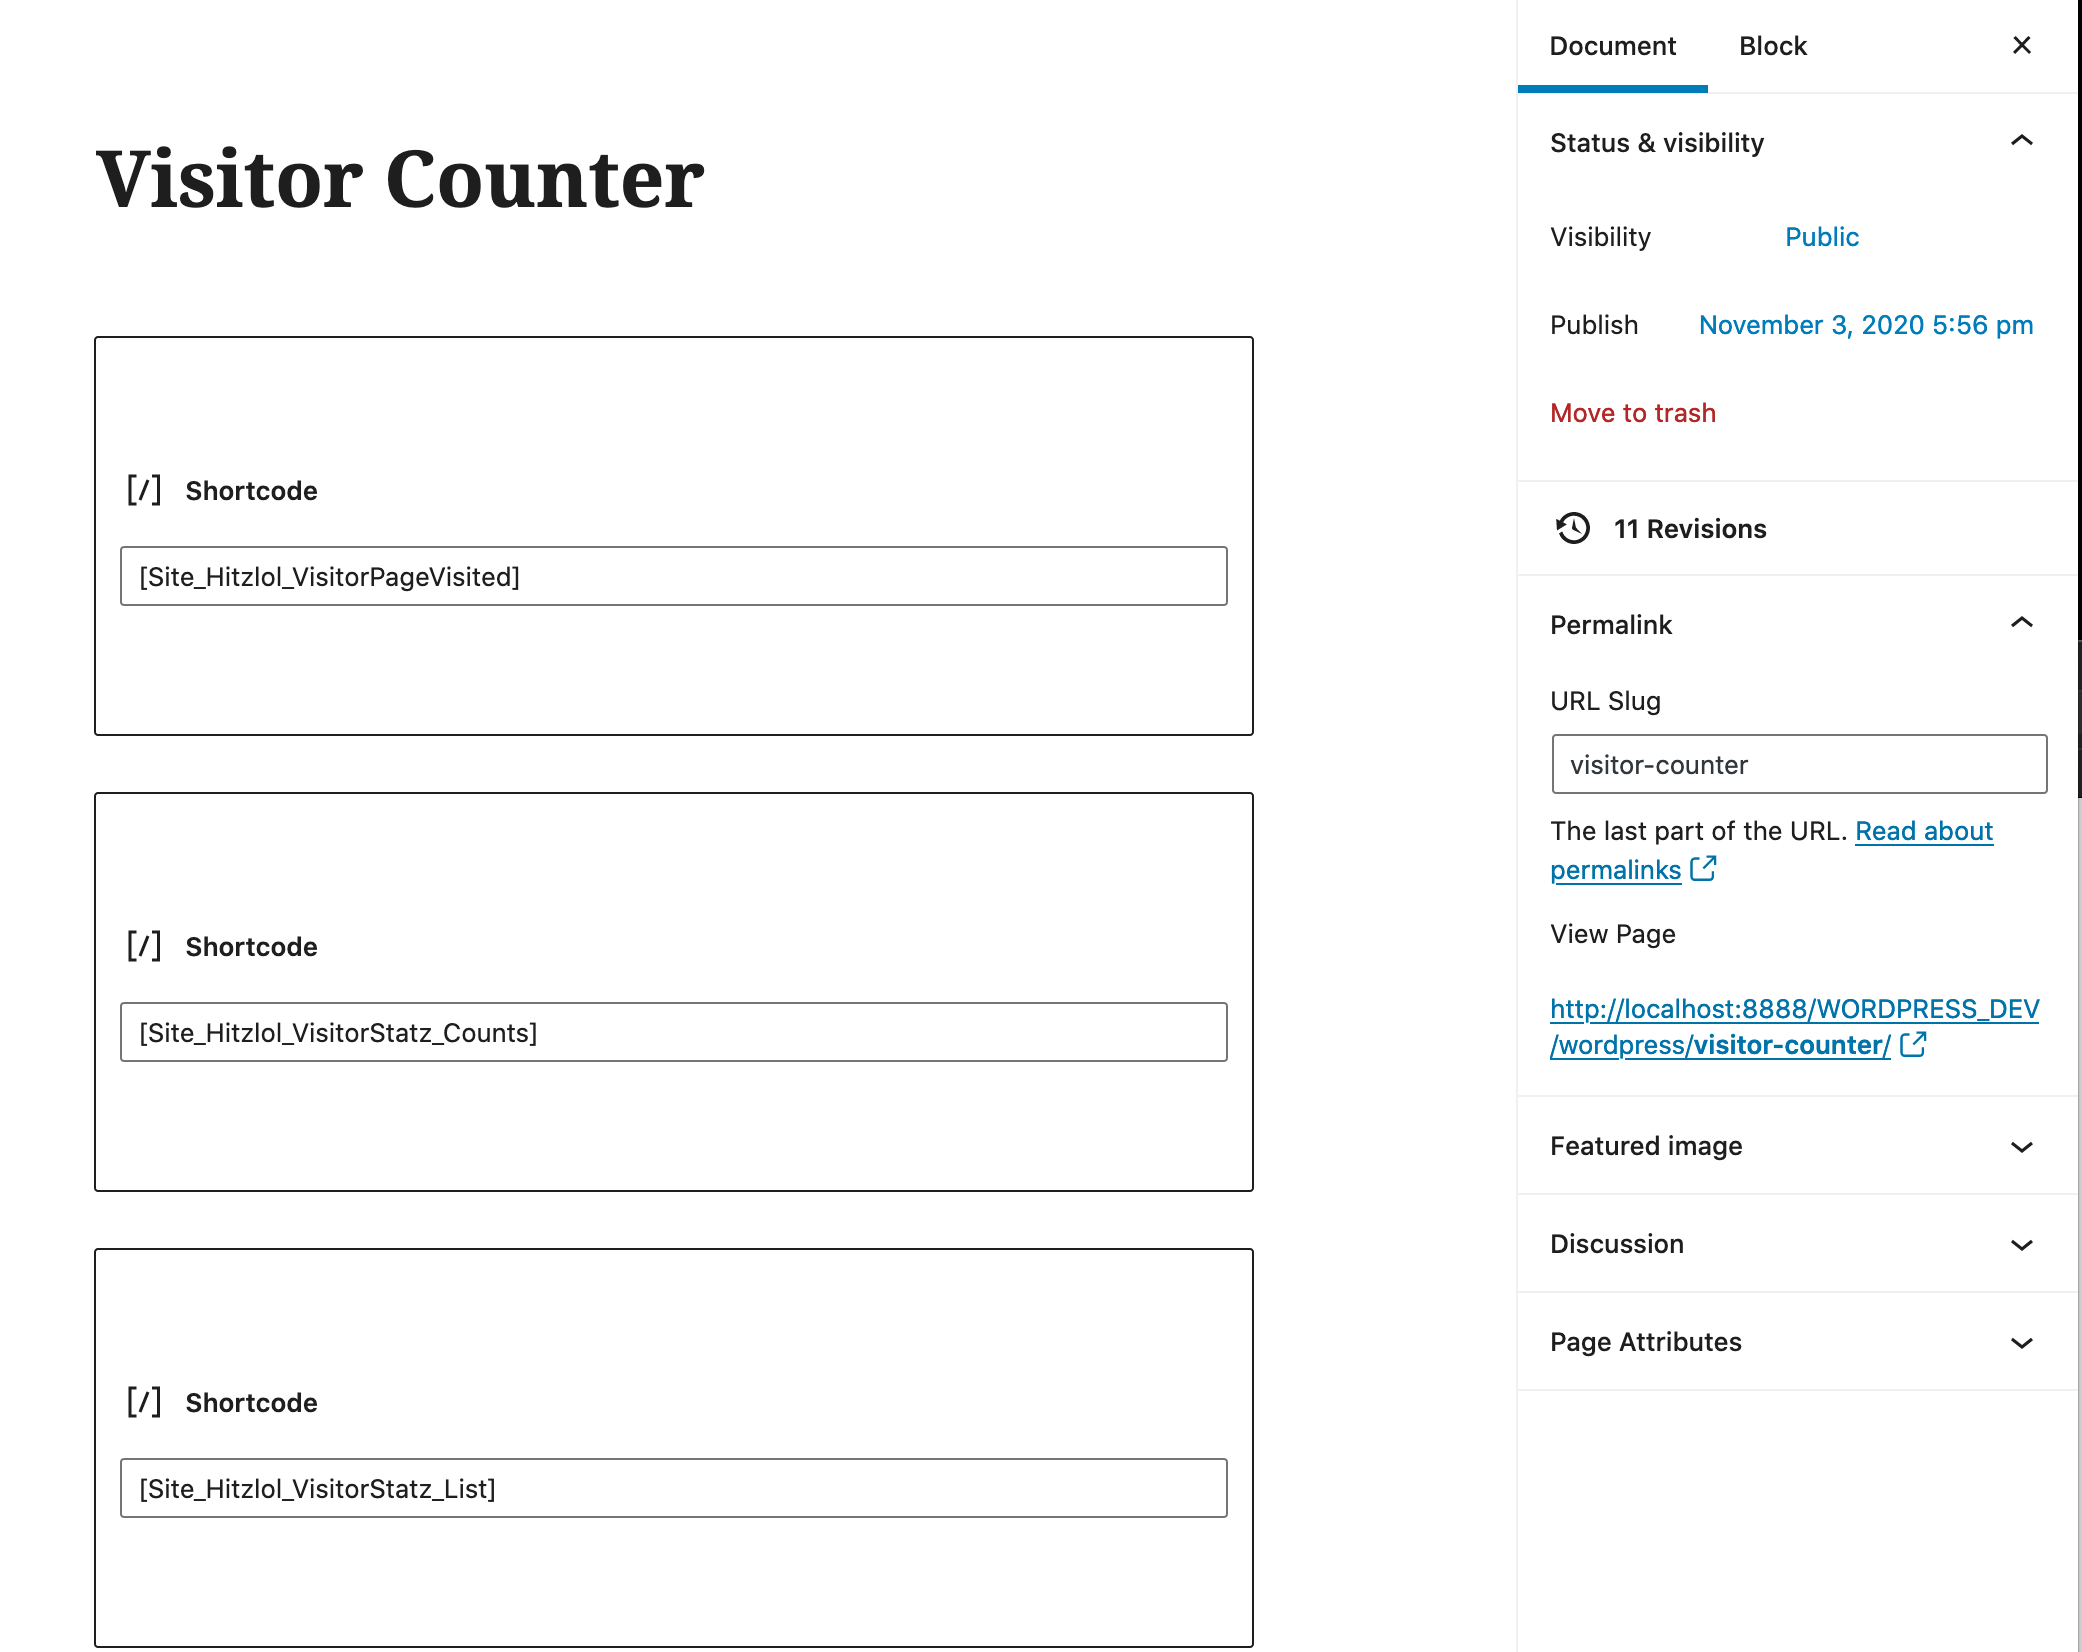 Visitor Counter
[/] Shortcode
[Site_Hitzlol_VisitorPageVisited]
[/] Shortcode
[Site_Hitzlol_VisitorStatz_Counts]
[/] Shortcode
[Site_Hitzlol_VisitorStatz_List]
Document Block
Status & visibility
Visibility Public
Publish November 3, 2020 5:56 pm
Move to trash
11 Revisions
Permalink
URL Slug
visitor-counter
The last part of the URL. Read about
permalinks
View Page
http://localhost:8888/WORDPRESS_DEV
/wordpress/visitor-counter/
Featured image
Discussion
Page Attributes